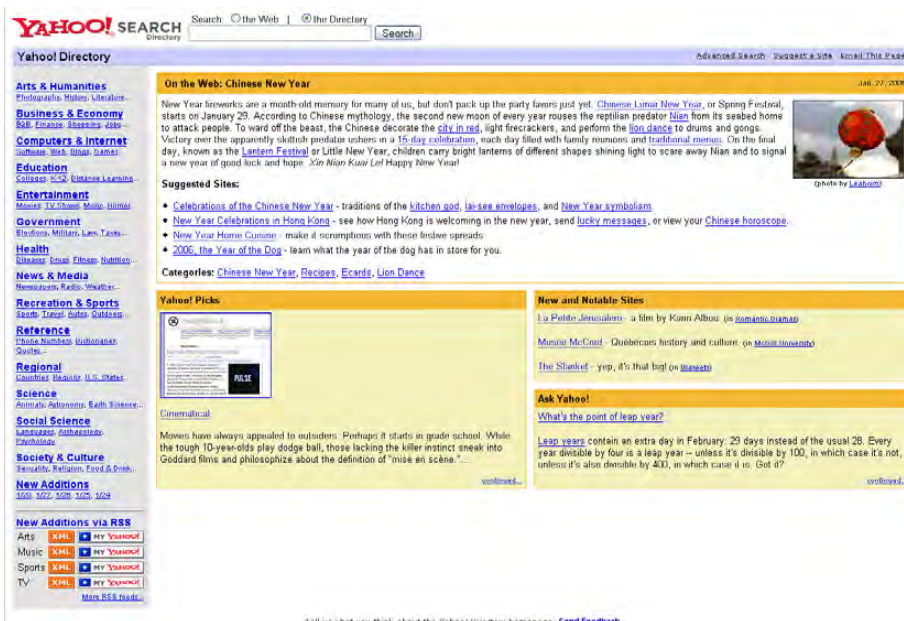 YAHOO! SEARCH
Directory
Search: the Web | the Directory
Search
Yahoo! Directory
Advanced Search Suggest a Site Email This Page
Arts & Humanities
Photography, History, Literature...
Business & Economy
B2B, Finance, Shopping, Jobs...
Computers & Internet
Software, Web, Blogs, Games...
Education
Colleges, K-12, Distance Learning...
Entertainment
Movies, TV Shows, Music, Humor...
Government
Elections, Military, Law, Taxes...
Health
Diseases, Drugs, Fitness, Nutrition...
News & Media
Newspapers, Radio, Weather...
Recreation & Sports
Sports, Travel, Autos, Outdoors...
Reference
Phone Numbers, Dictionaries,
Quotes...
Regional
Countries, Regions, U.S. States...
Science
Animals, Astronomy, Earth Science...
Social Science
Languages, Archaeology,
Psychology...
Society & Culture
Sexuality, Religion, Food & Drink...
New Additions
1/27, 1/26, 1/25, 1/24
New Additions via RSS
Arts XML + MY YAHOO!
Music XML + MY YAHOO!
Sports XML + MY YAHOO!
TV XML + MY YAHOO!
More RSS feeds...
On the Web: Chinese New Year
Jan. 27, 2006
New Year fireworks are a month-old memory for many of us, but don't pack up the party favors just yet. Chinese Lunar New Year, or Spring Festival,
starts on January 29. According to Chinese mythology, the second new moon of every year rouses the reptilian predator Nian from its seabed home
to attack people. To ward off the beast, the Chinese decorate the city in red, light firecrackers, and perform the lion dance to drums and gongs.
Victory over the apparently skittish predator ushers in a 15-day celebration, each day filled with family reunions and traditional menus. On the final
day, known as the Lantern Festival or Little New Year, children carry bright lanterns of different shapes shining light to scare away Nian and to signal
a new year of good luck and hope. Xin Nian Kuai Le! Happy New Year!
(photo by Leahoim)
Suggested Sites:
• Celebrations of the Chinese New Year - traditions of the kitchen god, lai-see envelopes, and New Year symbolism.
• New Year Celebrations in Hong Kong - see how Hong Kong is welcoming in the new year, send lucky messages, or view your Chinese horoscope.
• New Year Home Cuisine - make it scrumptious with these festive spreads.
• 2006, the Year of the Dog - learn what the year of the dog has in store for you.
Categories: Chinese New Year, Recipes, Ecards, Lion Dance
Yahoo! Picks
PULSE
Cinematical
Movies have always appealed to outsiders. Perhaps it starts in grade school. While
the tough 10-year-olds play dodge ball, those lacking the killer instinct sneak into
Goddard films and philosophize about the definition of "mise en scène."...
continued...
New and Notable Sites
La Petite Jerusalem - a film by Karin Albou. (in Romantic Dramas)
Musee McCord - Québecois history and culture. (in McGill University)
The Slanket - yep, it's that big! (in Blankets)
Ask Yahoo!
What's the point of leap year?
Leap years contain an extra day in February: 29 days instead of the usual 28. Every
year divisible by four is a leap year -- unless it's divisible by 100, in which case it's not,
unless it's also divisible by 400, in which case it is. Got it?
continued...
Tell us what you think about the Yahoo! Directory homepage: Send Feedback